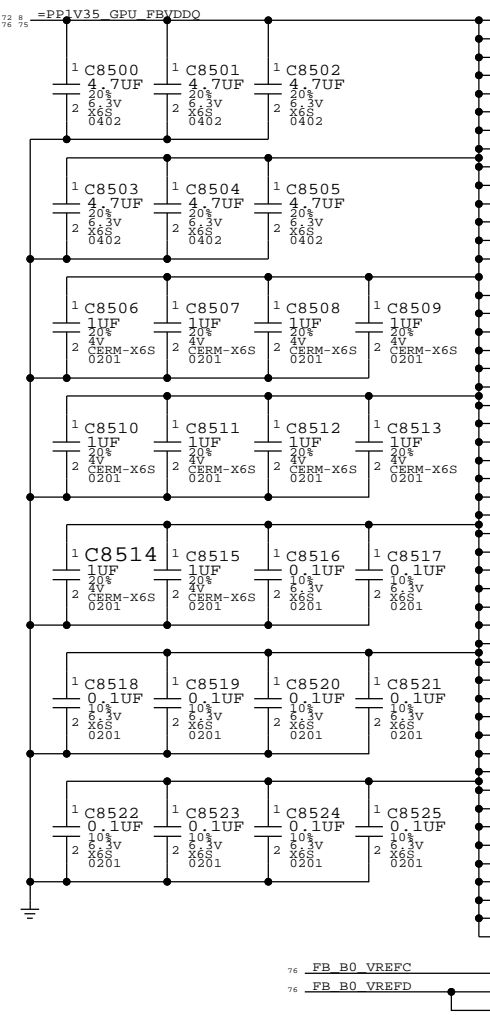 72 8 =PP1V35_GPU_FBVDDQ
76 75
1 C8500 1 C8501 1 C8502
4.7UF 4.7UF 4.7UF
20% 20% 20%
2 6.3V 2 6.3V 2 6.3V
X6S X6S X6S
0402 0402 0402
1 C8503 1 C8504 1 C8505
4.7UF 4.7UF 4.7UF
20% 20% 20%
2 6.3V 2 6.3V 2 6.3V
X6S X6S X6S
0402 0402 0402
1 C8506 1 C8507 1 C8508 1 C8509
1UF 1UF 1UF 1UF
20% 20% 20% 20%
2 4V 2 4V 2 4V 2 4V
CERM-X6S CERM-X6S CERM-X6S CERM-X6S
0201 0201 0201 0201
1 C8510 1 C8511 1 C8512 1 C8513
1UF 1UF 1UF 1UF
20% 20% 20% 20%
2 4V 2 4V 2 4V 2 4V
CERM-X6S CERM-X6S CERM-X6S CERM-X6S
0201 0201 0201 0201
1 C8514 1 C8515 1 C8516 1 C8517
1UF 1UF 0.1UF 0.1UF
20% 20% 10% 10%
2 4V 2 4V 2 6.3V 2 6.3V
CERM-X6S CERM-X6S X6S X6S
0201 0201 0201 0201
1 C8518 1 C8519 1 C8520 1 C8521
0.1UF 0.1UF 0.1UF 0.1UF
10% 10% 10% 10%
2 6.3V 2 6.3V 2 6.3V 2 6.3V
X6S X6S X6S X6S
0201 0201 0201 0201
1 C8522 1 C8523 1 C8524 1 C8525
0.1UF 0.1UF 0.1UF 0.1UF
10% 10% 10% 10%
2 6.3V 2 6.3V 2 6.3V 2 6.3V
X6S X6S X6S X6S
0201 0201 0201 0201
76 FB_B0_VREFC
76 FB_B0_VREFD